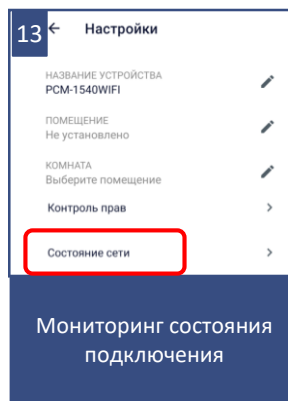 13
Настройки
НАЗВАНИЕ УСТРОЙСТВА
PCM-1540WIFI
ПОМЕЩЕНИЕ
Не установлено
КОМНАТА
Выберите помещение
Контроль прав
Состояние сети
Мониторинг состояния
подключения